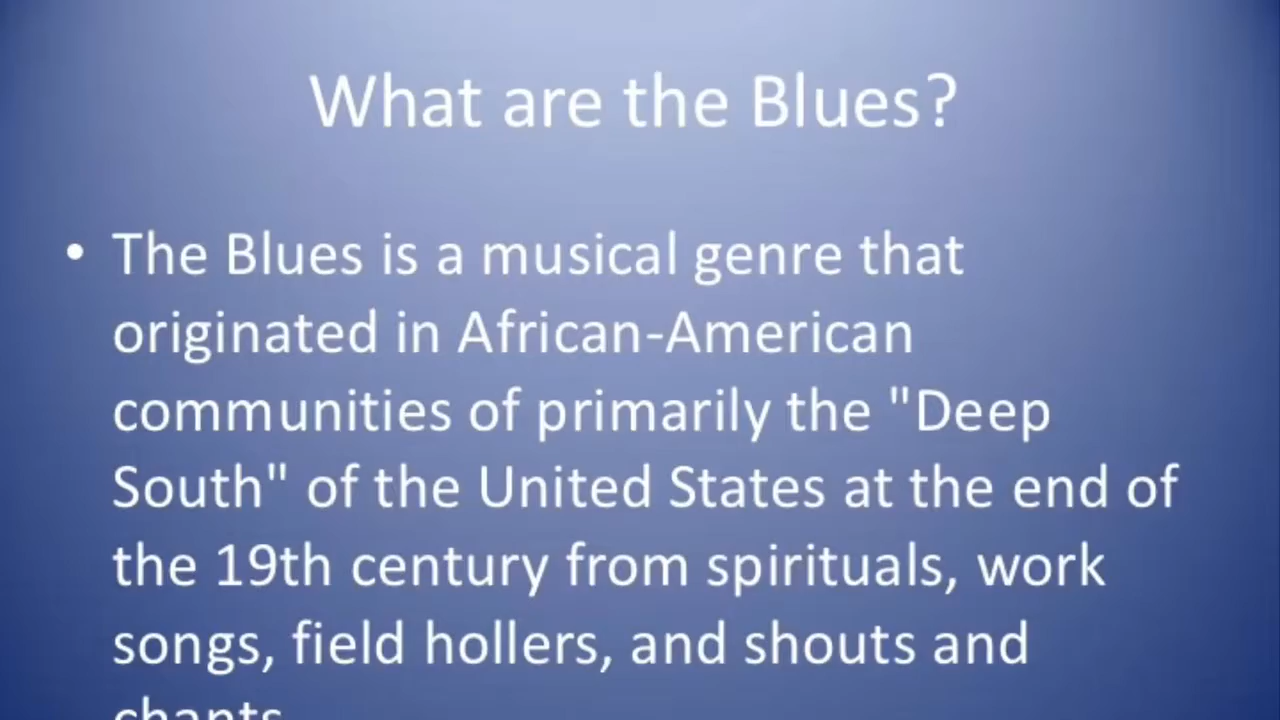 What are the Blues?
• The Blues is a musical genre that
originated in African-American
communities of primarily the "Deep
South" of the United States at the end of
the 19th century from spirituals, work
songs, field hollers, and shouts and
chants